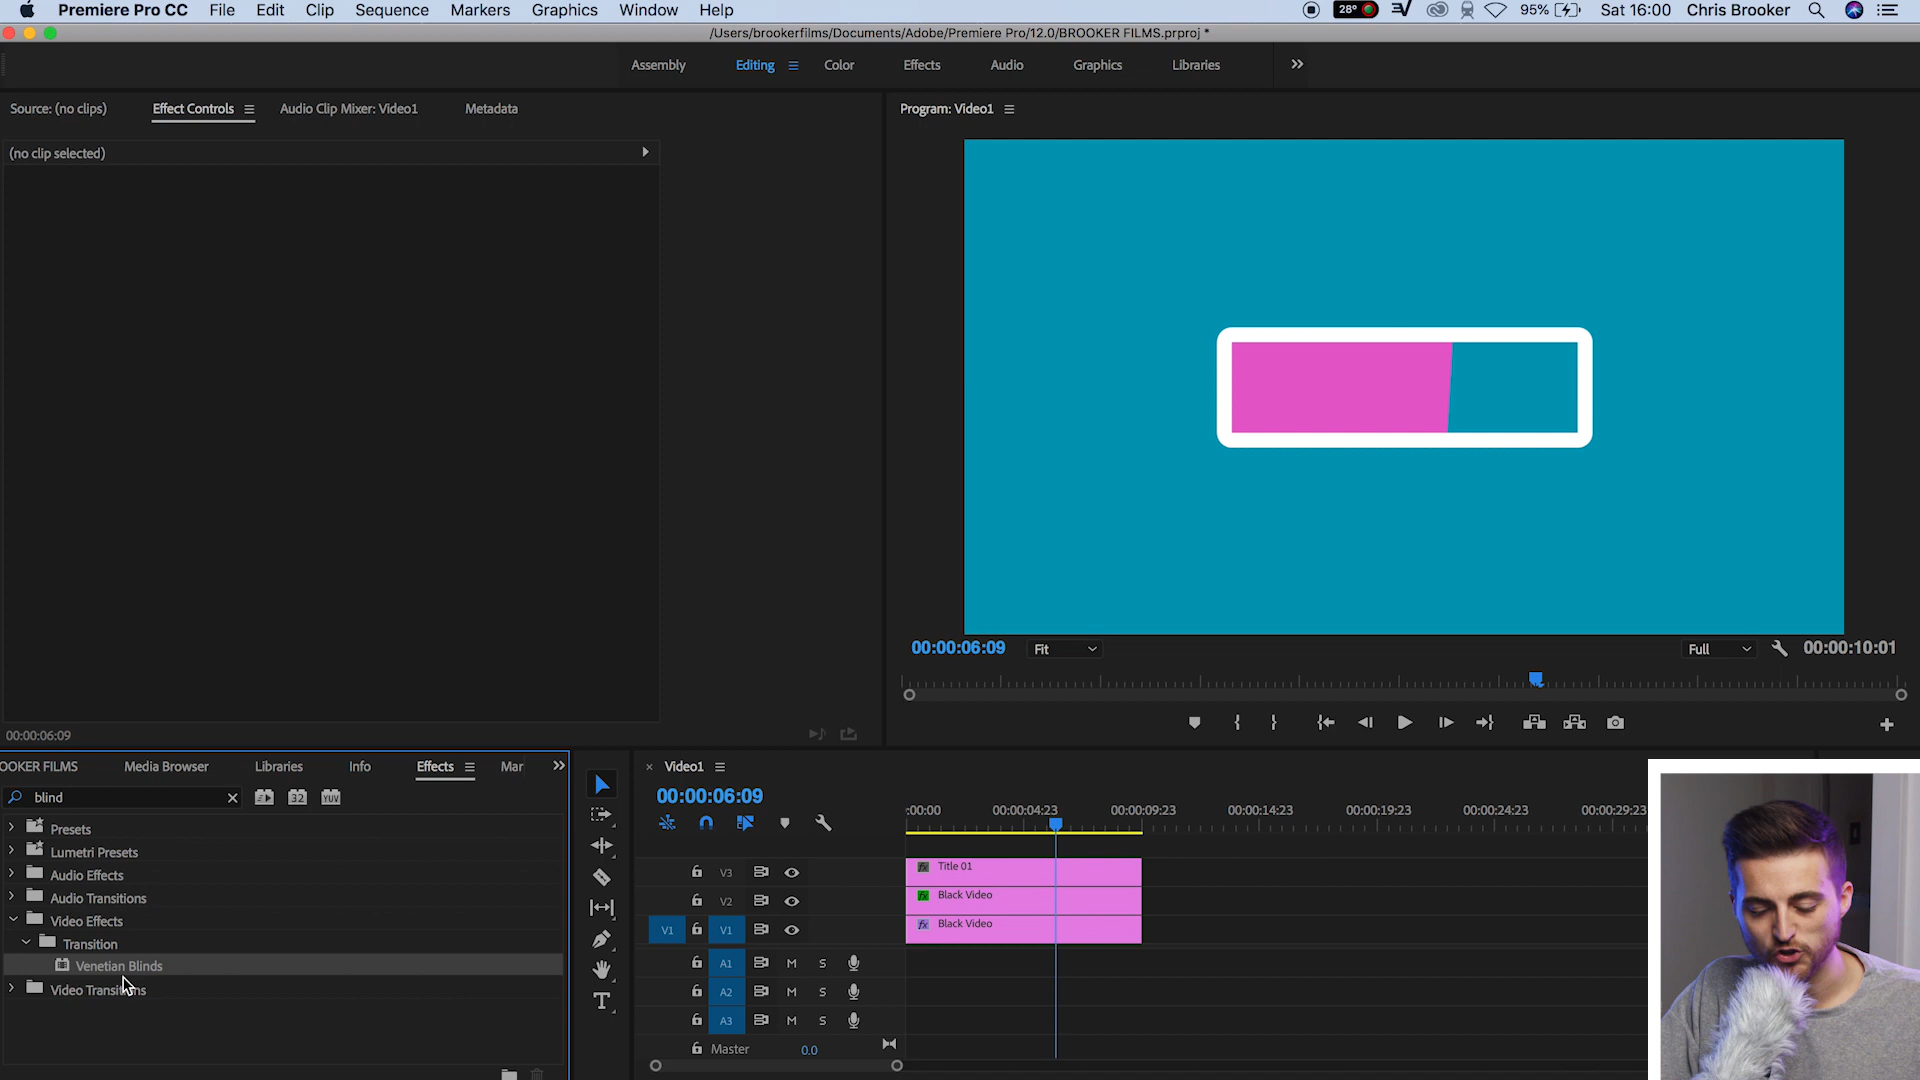 Premiere Pro CC File Edit Clip Sequence Markers Graphics Window Help 28° 95% Sat 16:00 Chris Brooker
/Users/brookerfilms/Documents/Adobe/Premiere Pro/12.0/BROOKER FILMS.prproj *
Assembly Editing Color Effects Audio Graphics Libraries
Source: (no clips) Effect Controls Audio Clip Mixer: Video1 Metadata
Program: Video1
(no clip selected)
00:00:06:09 Fit Full 00:00:10:01
00:00:06:09
OOKER FILMS Media Browser Libraries Info Effects Mar
blind 32 YUV
Presets
Lumetri Presets
Audio Effects
Audio Transitions
Video Effects
Transition
Venetian Blinds
Video Transitions
Video1
00:00:06:09
:00:00 00:00:04:23 00:00:09:23 00:00:14:23 00:00:19:23 00:00:24:23 00:00:29:23
V3 Title 01
V2 Black Video
V1 V1 Black Video
A1 M S
A2 M S
A3 M S
Master 0.0